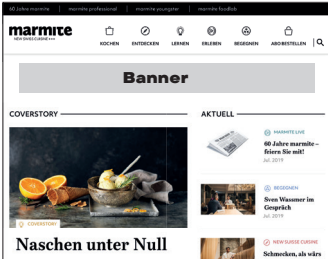 60 Jahre marmite | marmite professional | marmite youngster | marmite foodlab
marmite
NEW SWISS CUISINE
KOCHEN ENTDECKEN LERNEN ERLEBEN BEGEGNEN ABO BESTELLEN
Banner
COVERSTORY
AKTUELL
MARMITE LIVE
60 Jahre marmite –
feiern Sie mit!
Jul. 2019
BEGEGNEN
Sven Wassmer im
Gespräch
Jul. 2019
COVERSTORY
Naschen unter Null
NEW SUISSE CUISINE
Schmecken, als wärs